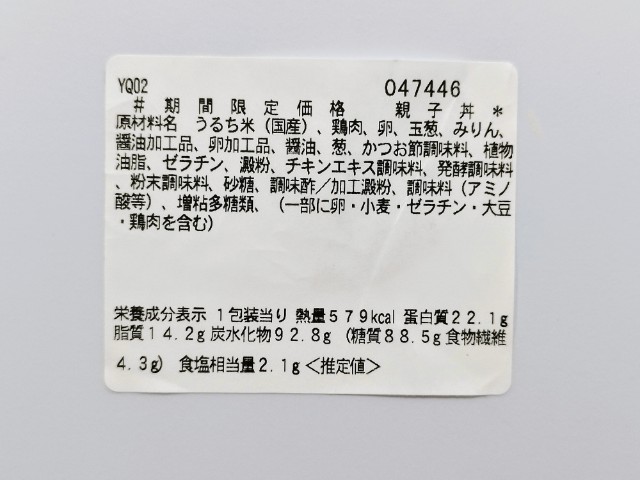 YQ02 047446
＃期間限定価格 親子丼＊
原材料名 うるち米（国産）、鶏肉、卵、玉葱、みりん、
醤油加工品、卵加工品、醤油、葱、かつお節調味料、植物
油脂、ゼラチン、澱粉、チキンエキス調味料、発酵調味料
、粉末調味料、砂糖、調味酢／加工澱粉、調味料（アミノ
酸等）、増粘多糖類、（一部に卵・小麦・ゼラチン・大豆
・鶏肉を含む）
栄養成分表示 １包装当り 熱量５７９kcal 蛋白質２２.１g
脂質１４.２g 炭水化物９２.８g （糖質８８.５g 食物繊維
４.３g） 食塩相当量２.１g＜推定値＞